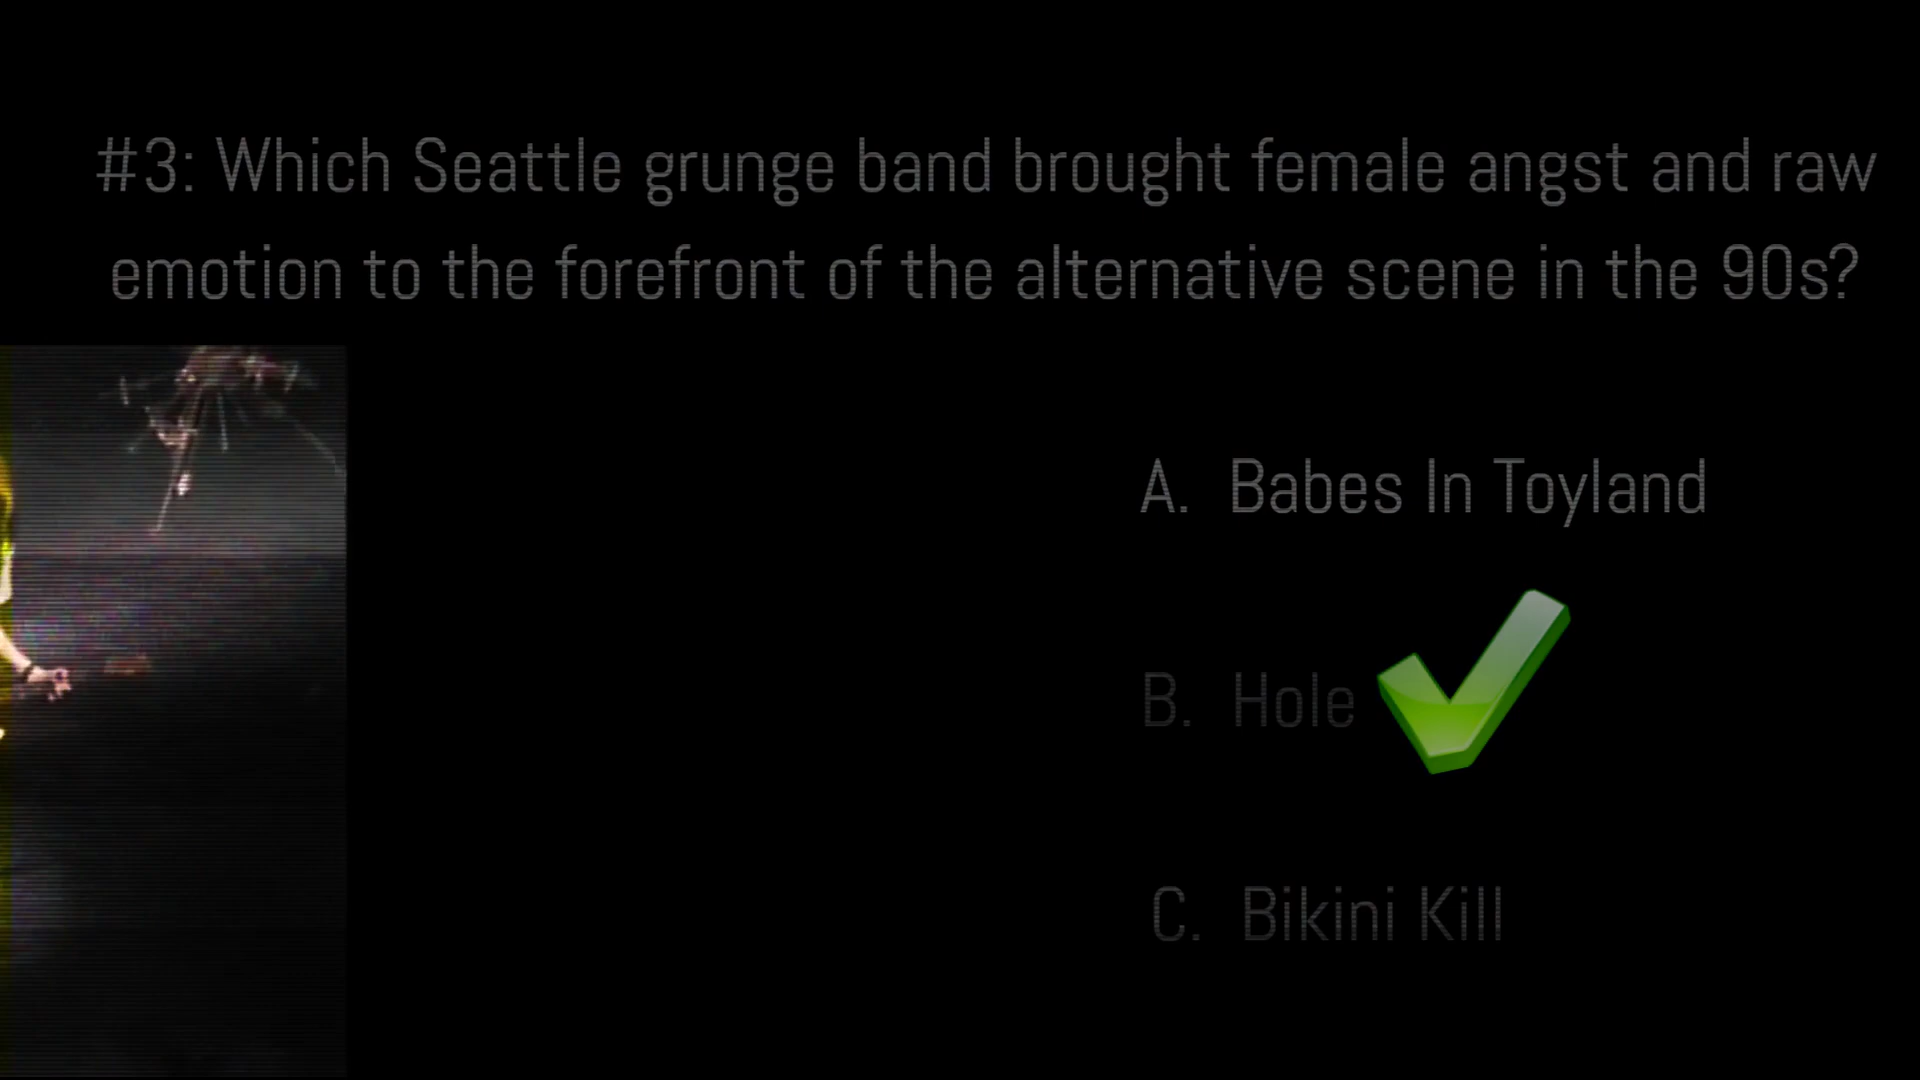 #3: Which Seattle grunge band brought female angst and raw
emotion to the forefront of the alternative scene in the 90s?
A. Babes In Toyland
B. Hole
C. Bikini Kill